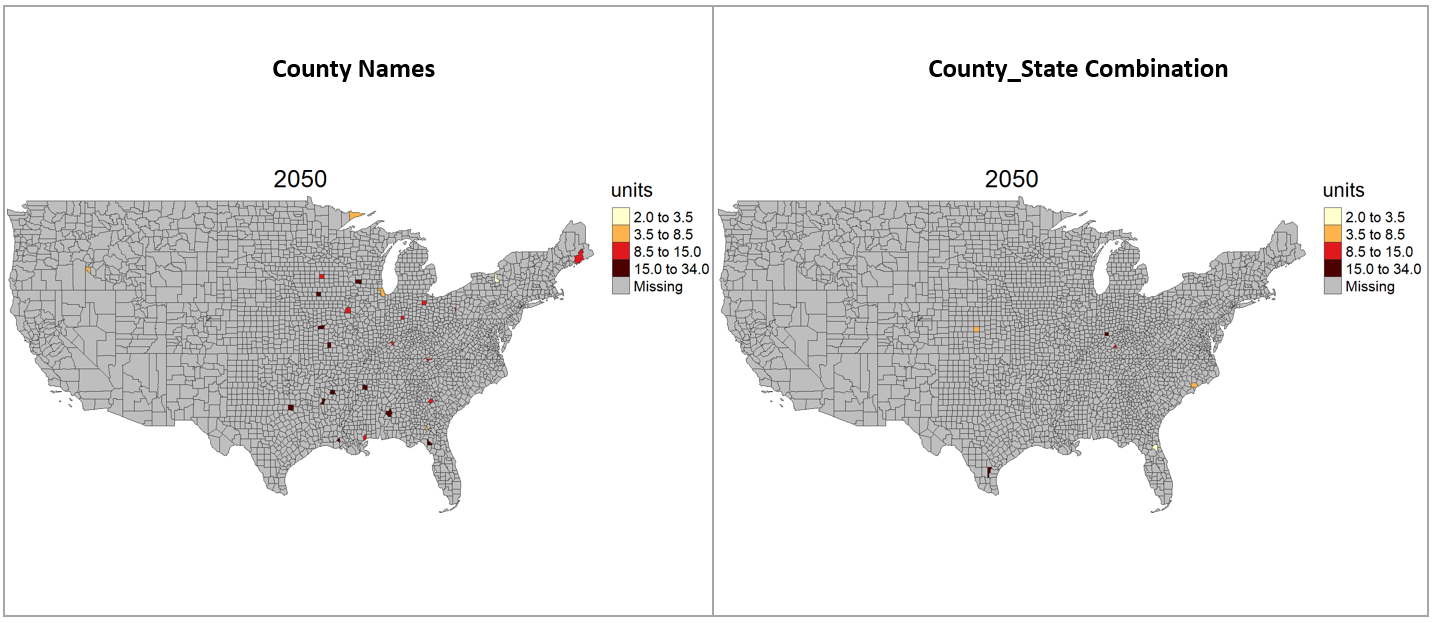 County Names
2050
units
2.0 to 3.5
3.5 to 8.5
8.5 to 15.0
15.0 to 34.0
Missing
County_State Combination
2050
units
2.0 to 3.5
3.5 to 8.5
8.5 to 15.0
15.0 to 34.0
Missing